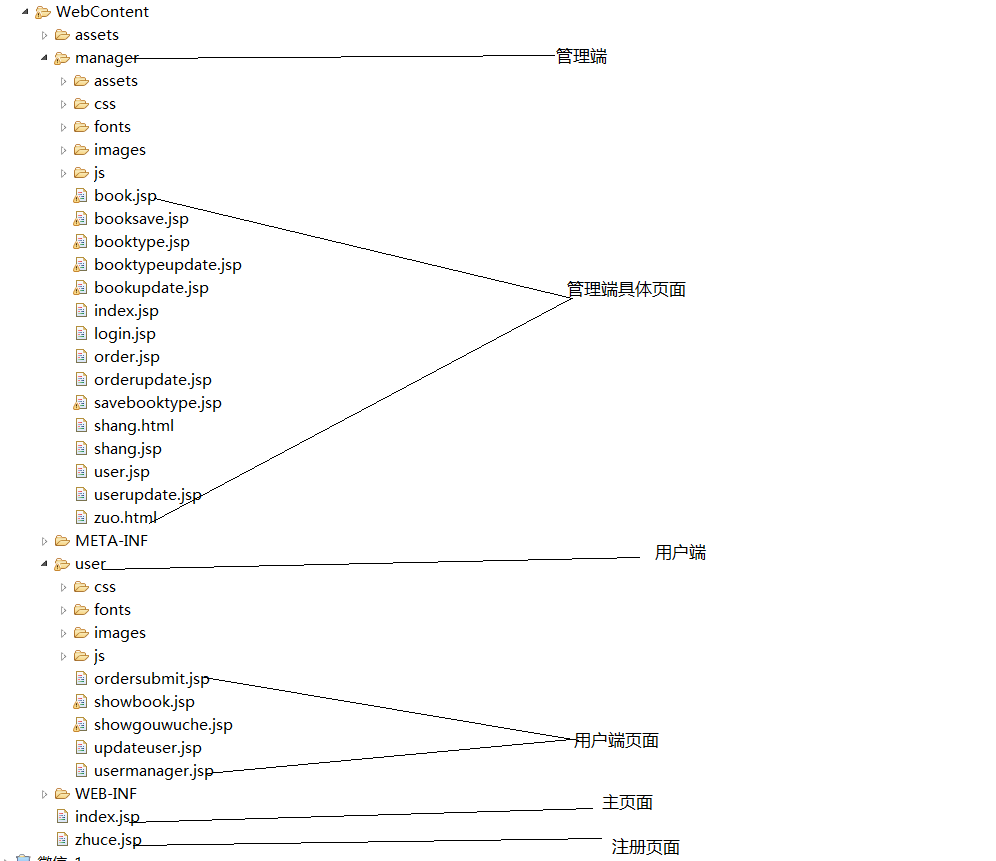 WebContent
assets
manager
管理端
assets
css
fonts
images
js
book.jsp
booksave.jsp
booktype.jsp
booktypeupdate.jsp
bookupdate.jsp
管理端具体页面
index.jsp
login.jsp
order.jsp
orderupdate.jsp
savebooktype.jsp
shang.html
shang.jsp
user.jsp
userupdate.jsp
zuo.html
META-INF
user
用户端
css
fonts
images
js
ordersubmit.jsp
showbook.jsp
showgouwuche.jsp
用户端页面
updateuser.jsp
usermanager.jsp
WEB-INF
主页面
index.jsp
zhuce.jsp
注册页面